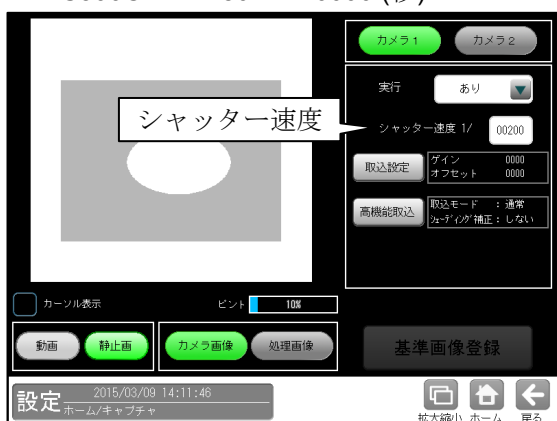 カメラ1
カメラ2
実行
あり
シャッター速度
シャッター速度 1/
00200
取込設定
ゲイン 0000
オフセット 0000
高機能取込
取込モード : 通常
シェーディング補正 : しない
カーソル表示
ピント
10%
動画
静止画
カメラ画像
処理画像
基準画像登録
設定
2015/03/09 14:11:46
ホーム/キャプチャ
拡大縮小
ホーム
戻る